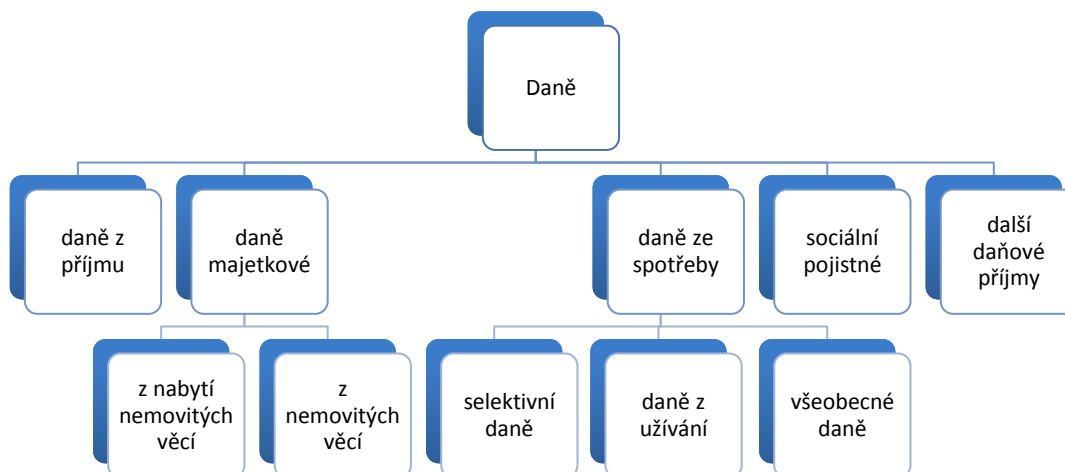 Daně
daně z
příjmu
daně
majetkové
daně ze
spotřeby
sociální
pojistné
další
daňové
příjmy
z nabytí
nemovitých
věcí
z
nemovitých
věcí
selektivní
daně
daně z
užívání
všeobecné
daně